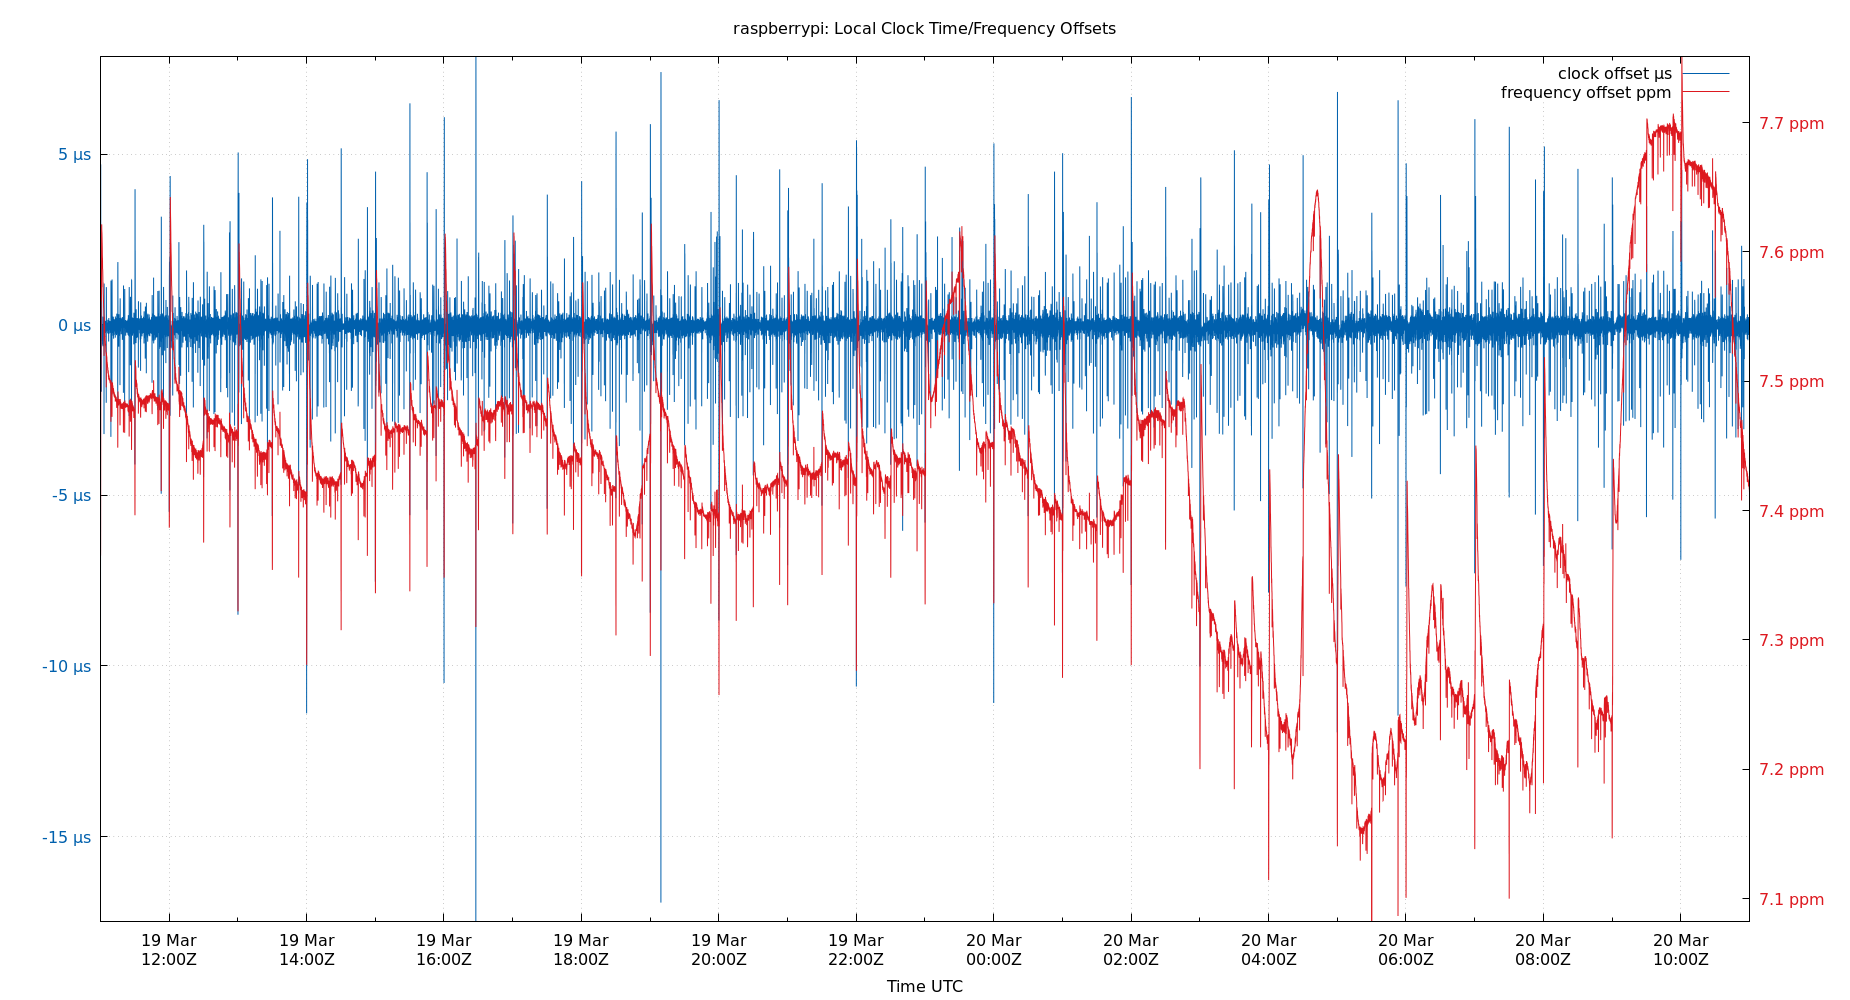 raspberrypi: Local Clock Time/Frequency Offsets
clock offset µs
frequency offset ppm
5 µs
0 µs
-5 µs
-10 µs
-15 µs
7.7 ppm
7.6 ppm
7.5 ppm
7.4 ppm
7.3 ppm
7.2 ppm
7.1 ppm
19 Mar 19 Mar 19 Mar 19 Mar 19 Mar 19 Mar 20 Mar 20 Mar 20 Mar 20 Mar 20 Mar 20 Mar
12:00Z 14:00Z 16:00Z 18:00Z 20:00Z 22:00Z 00:00Z 02:00Z 04:00Z 06:00Z 08:00Z 10:00Z
Time UTC